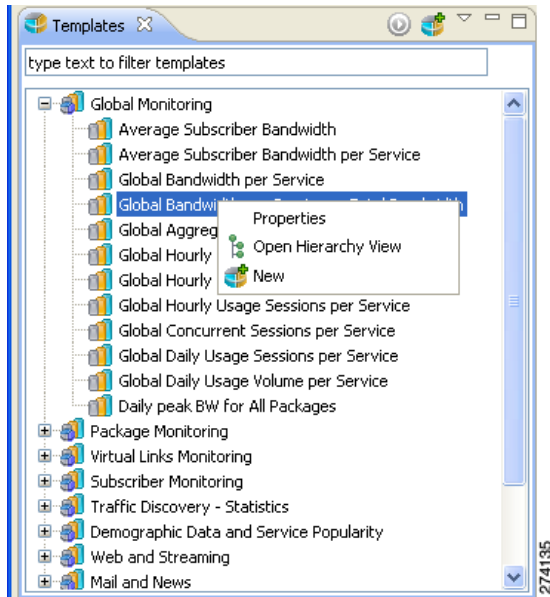 Templates
type text to filter templates
Global Monitoring
Average Subscriber Bandwidth
Average Subscriber Bandwidth per Service
Global Bandwidth per Service
Global Bandwi
Properties
Global Aggreg
Open Hierarchy View
Global Hourly
New
Global Hourly
Global Hourly Usage Sessions per Service
Global Concurrent Sessions per Service
Global Daily Usage Sessions per Service
Global Daily Usage Volume per Service
Daily peak BW for All Packages
Package Monitoring
Virtual Links Monitoring
Subscriber Monitoring
Traffic Discovery - Statistics
Demographic Data and Service Popularity
Web and Streaming
Mail and News
274135